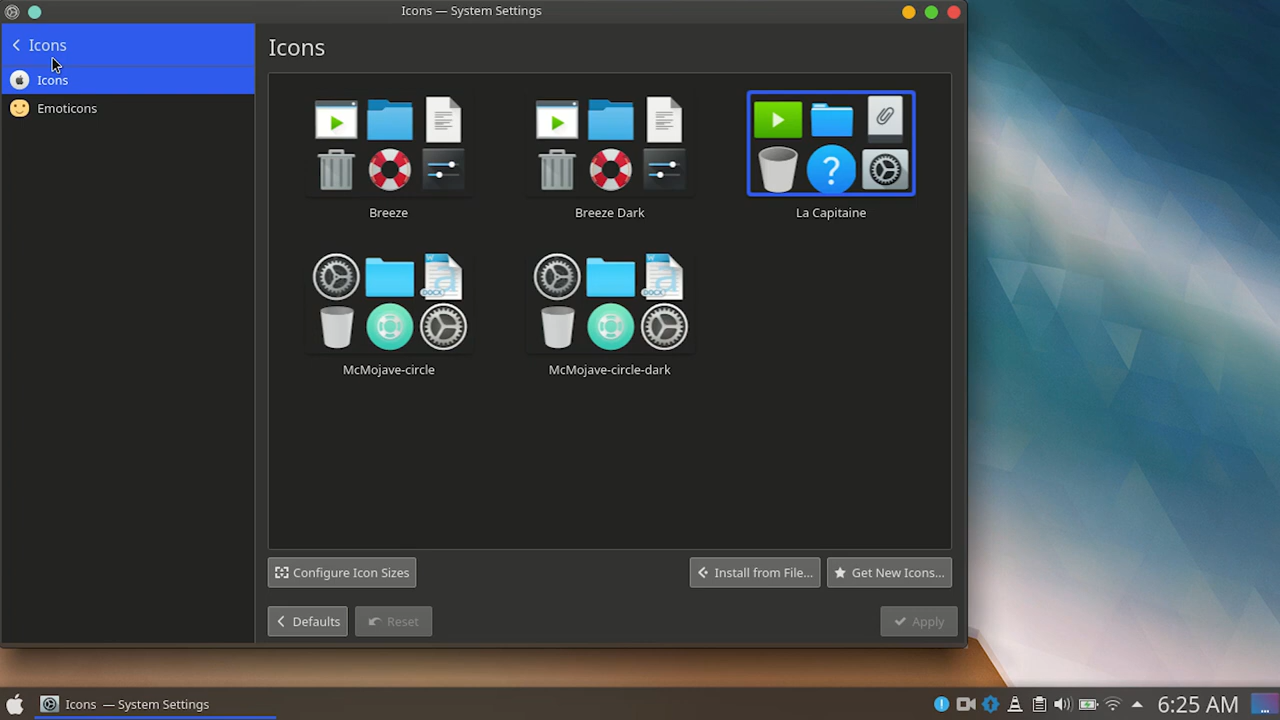 Icons — System Settings
Icons
Icons
Emoticons
Icons
Breeze
Breeze Dark
La Capitaine
McMojave-circle
McMojave-circle-dark
Configure Icon Sizes
Install from File...
Get New Icons...
Defaults
Reset
Apply
Icons — System Settings
6:25 AM